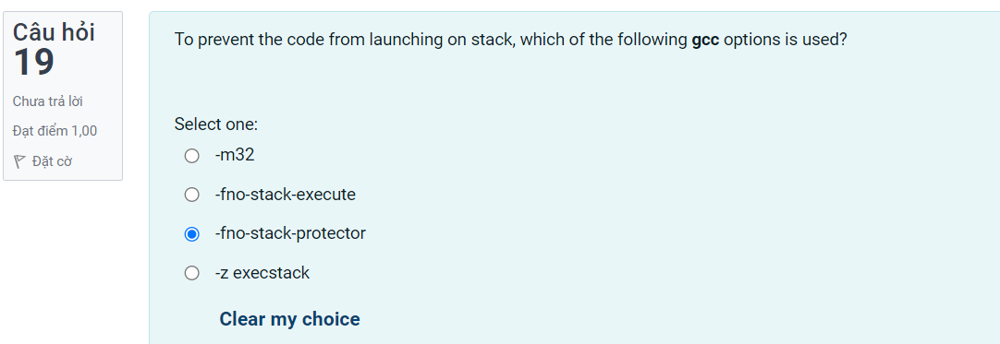 Câu hỏi
19
Chưa trả lời
Đạt điểm 1,00
Đặt cờ
To prevent the code from launching on stack, which of the following gcc options is used?
Select one:
-m32
-fno-stack-execute
-fno-stack-protector
-z execstack
Clear my choice